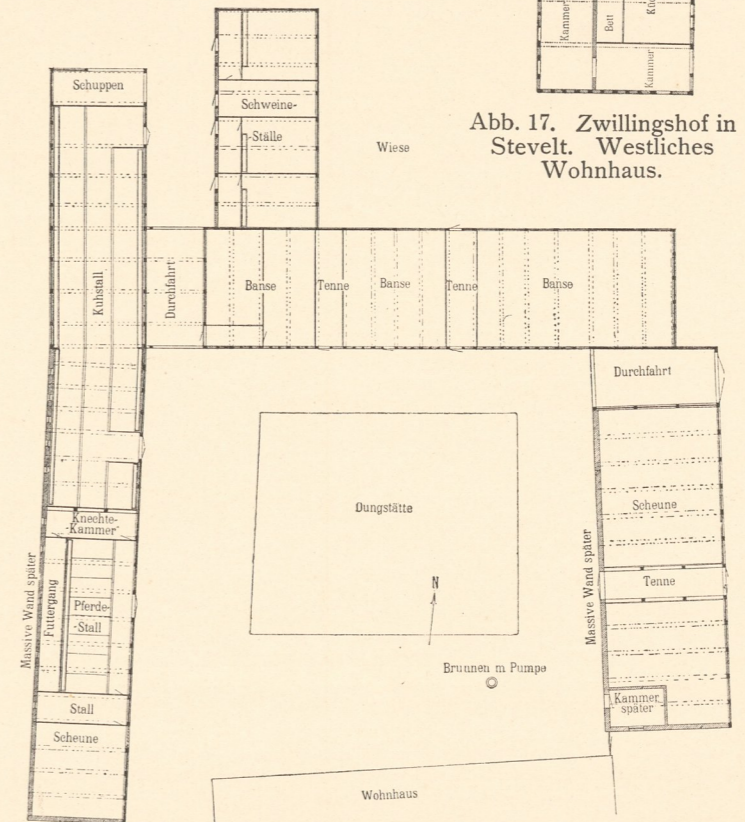 Kammer
Bett
Kammer
Abb. 17. Zwillingshof in
Stevelt. Westliches
Wohnhaus.
Schuppen
Schweine-
-Ställe
Wiese
Kuhstall
Durchfahrt
Banse
Tenne
Banse
Tenne
Banse
Durchfahrt
Dungstätte
Scheune
Knechte-
-Kammer
Massive Wand später
Futtergang
Pferde-
-Stall
N
Massive Wand später
Tenne
Brunnen m Pumpe
Kammer
später
Stall
Scheune
Wohnhaus